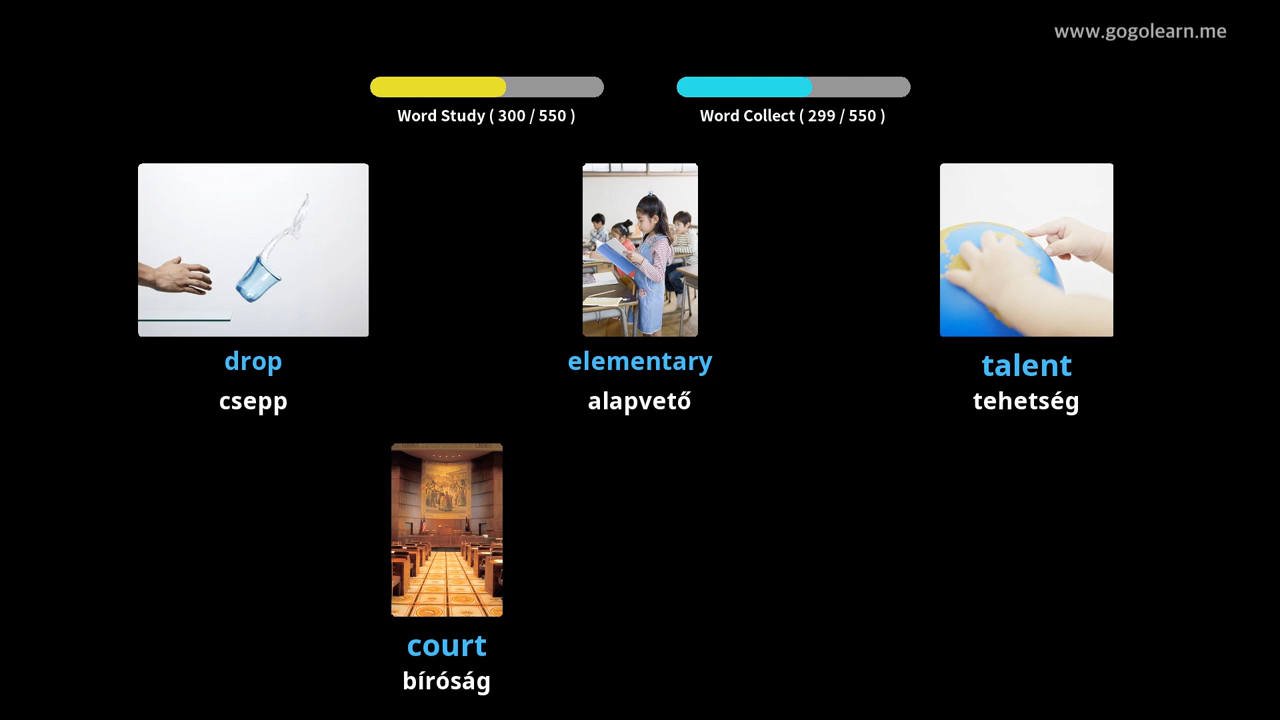 www.gogolearn.me
Word Study ( 300 / 550 )
Word Collect ( 299 / 550 )
drop
csepp
elementary
alapvető
talent
tehetség
court
bíróság